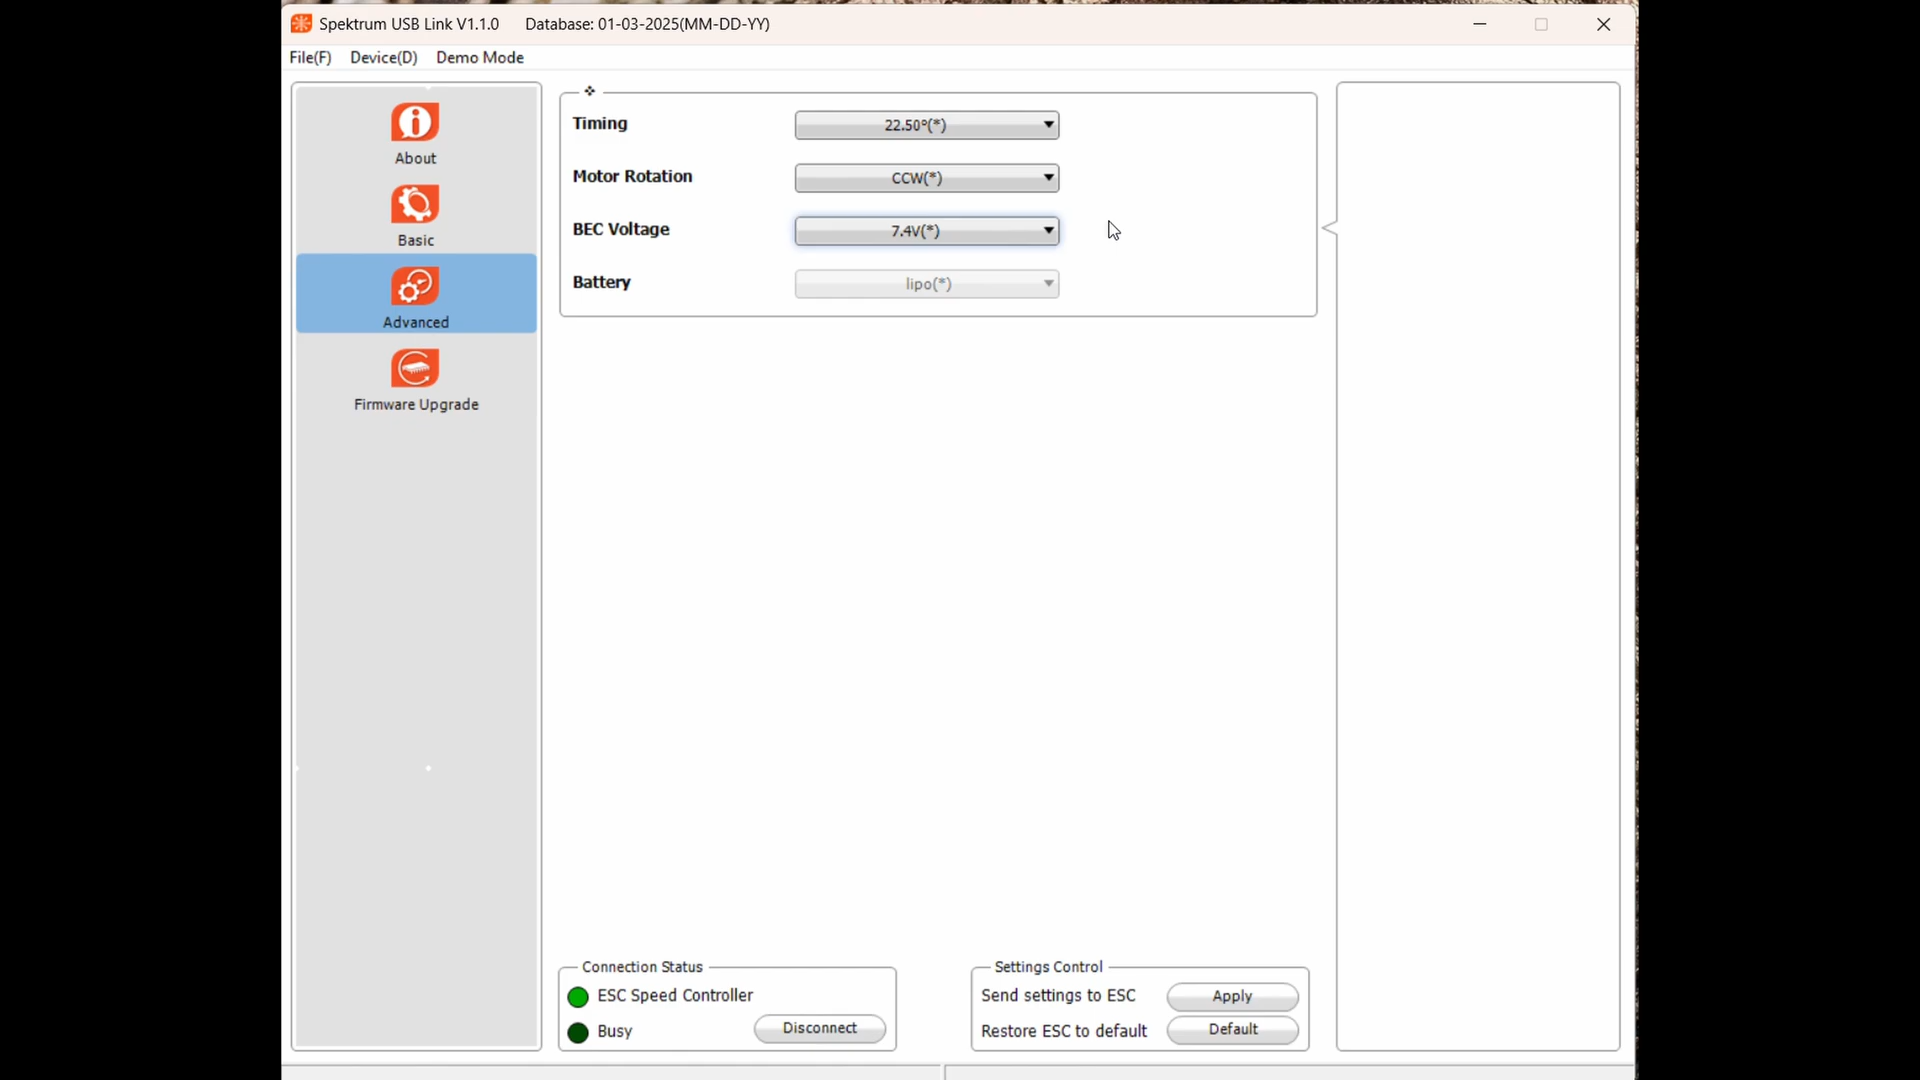 Spektrum USB Link V1.1.0 Database: 01-03-2025(MM-DD-YY)
File(F) Device(D) Demo Mode
About
Basic
Advanced
Firmware Upgrade
Timing 22.50°(*)
Motor Rotation CCW(*)
BEC Voltage 7.4V(*)
Battery lipo(*)
Connection Status
ESC Speed Controller
Busy Disconnect
Settings Control
Send settings to ESC Apply
Restore ESC to default Default